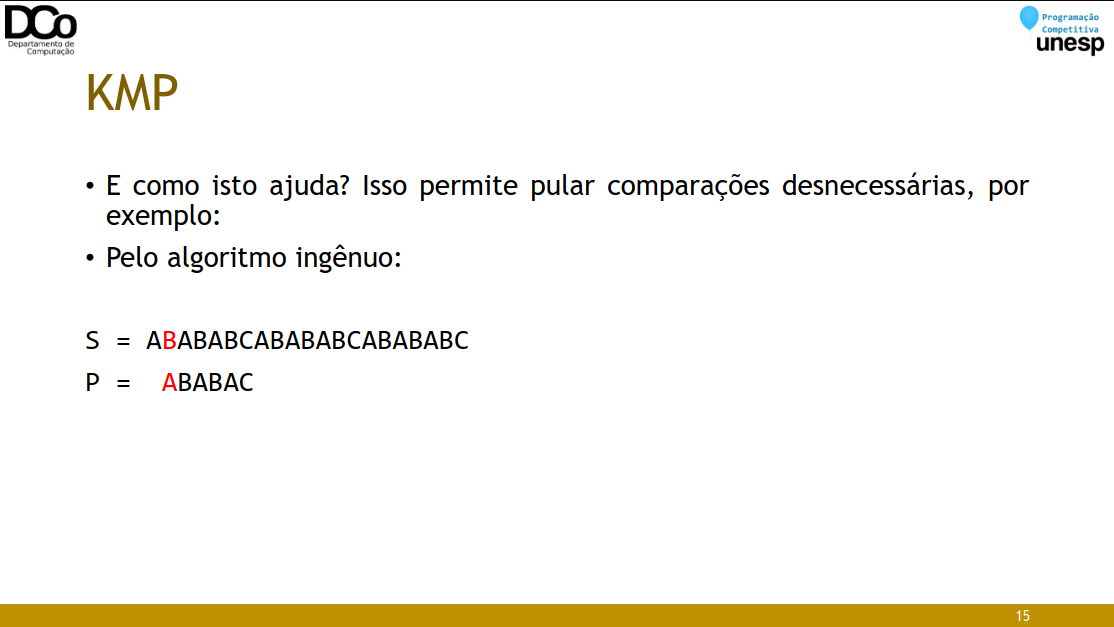 DCo
Departamento de
Computação
Programação
Competitiva
unesp
KMP
• E como isto ajuda? Isso permite pular comparações desnecessárias, por
exemplo:
• Pelo algoritmo ingênuo:
S = ABABABCABABABCABABABC
P = ABABAC
15